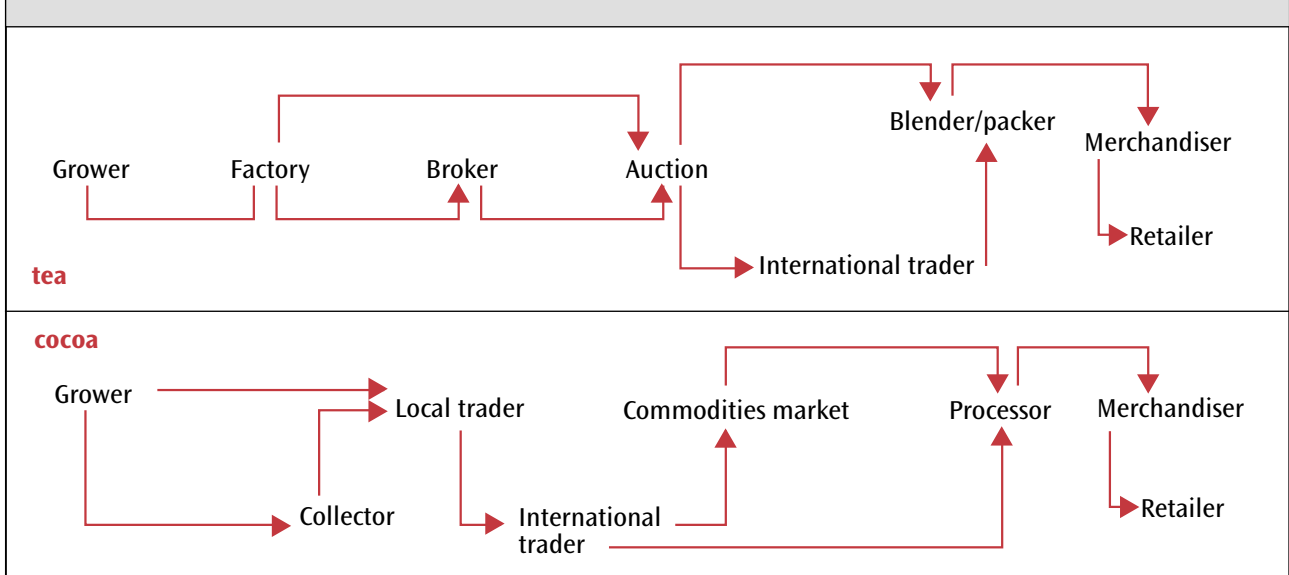 Blender/packer
Merchandiser
Grower
Factory
Broker
Auction
Retailer
International trader
tea
cocoa
Grower
Local trader
Commodities market
Processor
Merchandiser
Collector
International
trader
Retailer